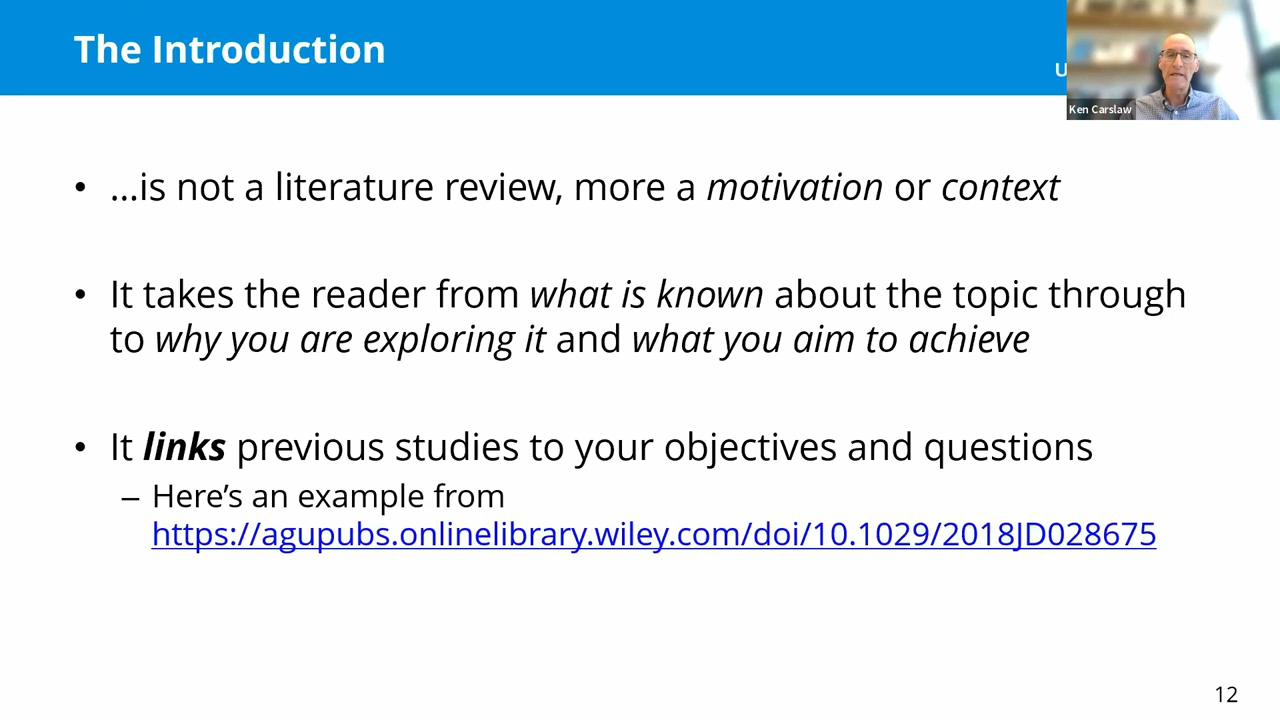 The Introduction
U
Ken Carslaw
• ...is not a literature review, more a motivation or context
• It takes the reader from what is known about the topic through
to why you are exploring it and what you aim to achieve
• It links previous studies to your objectives and questions
– Here's an example from
https://agupubs.onlinelibrary.wiley.com/doi/10.1029/2018JD028675
12